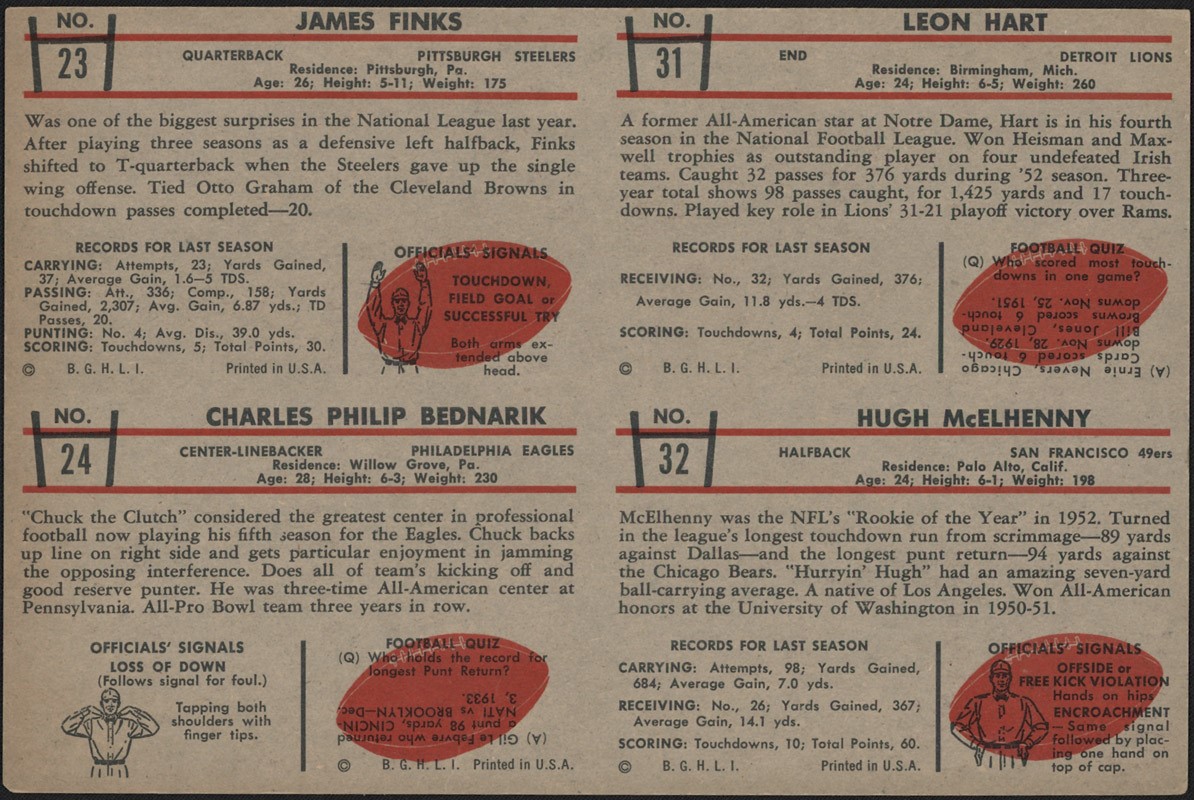 NO. JAMES FINKS
23
QUARTERBACK PITTSBURGH STEELERS
Residence: Pittsburgh, Pa.
Age: 26; Height: 5-11; Weight: 175
Was one of the biggest surprises in the National League last year.
After playing three seasons as a defensive left halfback, Finks
shifted to T-quarterback when the Steelers gave up the single
wing offense. Tied Otto Graham of the Cleveland Browns in
touchdown passes completed—20.
RECORDS FOR LAST SEASON
CARRYING: Attempts, 23; Yards Gained,
37; Average Gain, 1.6—5 TDS.
PASSING: Att., 336; Comp., 158; Yards
Gained, 2,307; Avg. Gain, 6.87 yds.; TD
Passes, 20.
PUNTING: No. 4; Avg. Dis., 39.0 yds.
SCORING: Touchdowns, 5; Total Points, 30.
© B. G. H. L. I. Printed in U.S.A.
OFFICIALS' SIGNALS
TOUCHDOWN,
FIELD GOAL or
SUCCESSFUL TRY
Both arms ex-
tended above
head.
NO. LEON HART
31
END DETROIT LIONS
Residence: Birmingham, Mich.
Age: 24; Height: 6-5; Weight: 260
A former All-American star at Notre Dame, Hart is in his fourth
season in the National Football League. Won Heisman and Max-
well trophies as outstanding player on four undefeated Irish
teams. Caught 32 passes for 376 yards during '52 season. Three-
year total shows 98 passes caught, for 1,425 yards and 17 touch-
downs. Played key role in Lions' 31-21 playoff victory over Rams.
RECORDS FOR LAST SEASON
RECEIVING: No., 32; Yards Gained, 376;
Average Gain, 11.8 yds.—4 TDS.
SCORING: Touchdowns, 4; Total Points, 24.
© B. G. H. L. I. Printed in U.S.A.
FOOTBALL QUIZ
(Q) Who scored most touch-
downs in one game?
(A) Ernie Nevers, Chicago
Cards scored 6 touch-
downs Nov. 28, 1929.
Bill Jones, Cleveland
Browns scored 6 touch-
downs Nov. 25, 1951.
NO. CHARLES PHILIP BEDNARIK
24
CENTER-LINEBACKER PHILADELPHIA EAGLES
Residence: Willow Grove, Pa.
Age: 28; Height: 6-3; Weight: 230
"Chuck the Clutch" considered the greatest center in professional
football now playing his fifth season for the Eagles. Chuck backs
up line on right side and gets particular enjoyment in jamming
the opposing interference. Does all of team's kicking off and
good reserve punter. He was three-time All-American center at
Pennsylvania. All-Pro Bowl team three years in row.
OFFICIALS' SIGNALS
LOSS OF DOWN
(Follows signal for foul.)
Tapping both
shoulders with
finger tips.
FOOTBALL QUIZ
(Q) Who holds the record for
longest Punt Return?
(A) Gil Le Febvre who returned
a punt 98 yards, CINCIN-
NATI vs BROOKLYN—Dec.
3, 1933.
© B. G. H. L. I. Printed in U.S.A.
NO. HUGH McELHENNY
32
HALFBACK SAN FRANCISCO 49ers
Residence: Palo Alto, Calif.
Age: 24; Height: 6-1; Weight: 198
McElhenny was the NFL's "Rookie of the Year" in 1952. Turned
in the league's longest touchdown run from scrimmage—89 yards
against Dallas—and the longest punt return—94 yards against
the Chicago Bears. "Hurryin' Hugh" had an amazing seven-yard
ball-carrying average. A native of Los Angeles. Won All-American
honors at the University of Washington in 1950-51.
RECORDS FOR LAST SEASON
CARRYING: Attempts, 98; Yards Gained,
684; Average Gain, 7.0 yds.
RECEIVING: No., 26; Yards Gained, 367;
Average Gain, 14.1 yds.
SCORING: Touchdowns, 10; Total Points, 60.
© B. G. H. L. I. Printed in U.S.A.
OFFICIALS' SIGNALS
OFFSIDE or
FREE KICK VIOLATION
Hands on hips
ENCROACHMENT
— Same signal
followed by plac-
ing one hand on
top of cap.